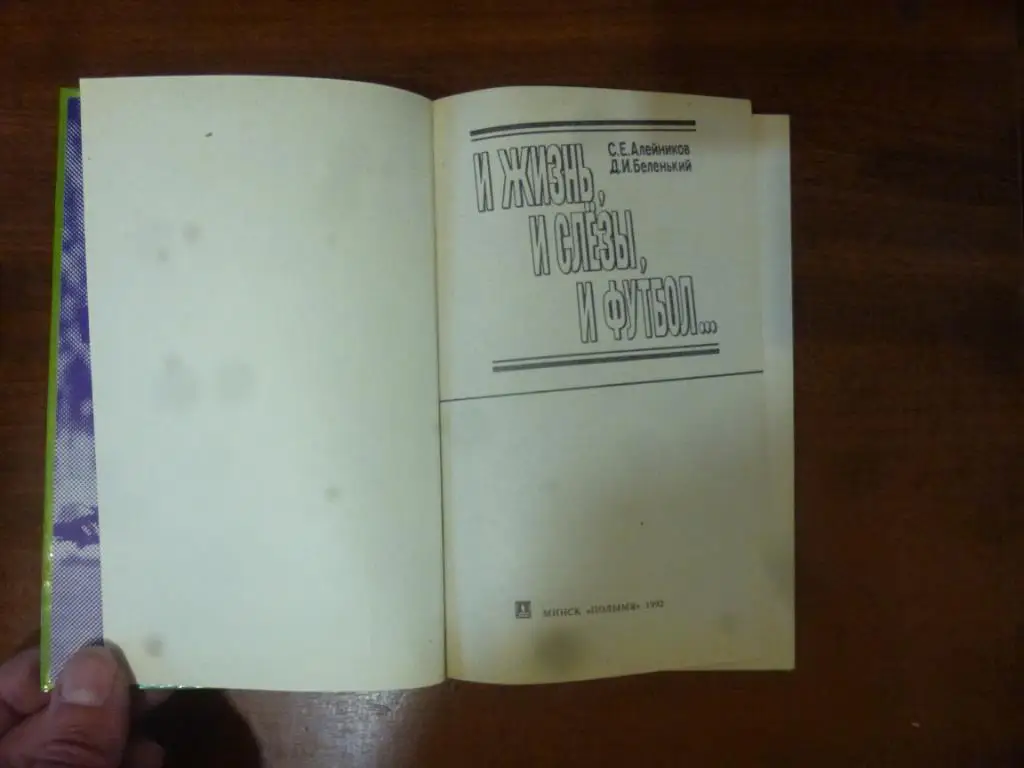 С.Е.Алейников
Д.И.Беленький
И ЖИЗНЬ,
И СЛЁЗЫ,
И ФУТБОЛ...
МИНСК «ПОЛЫМЯ» 1992